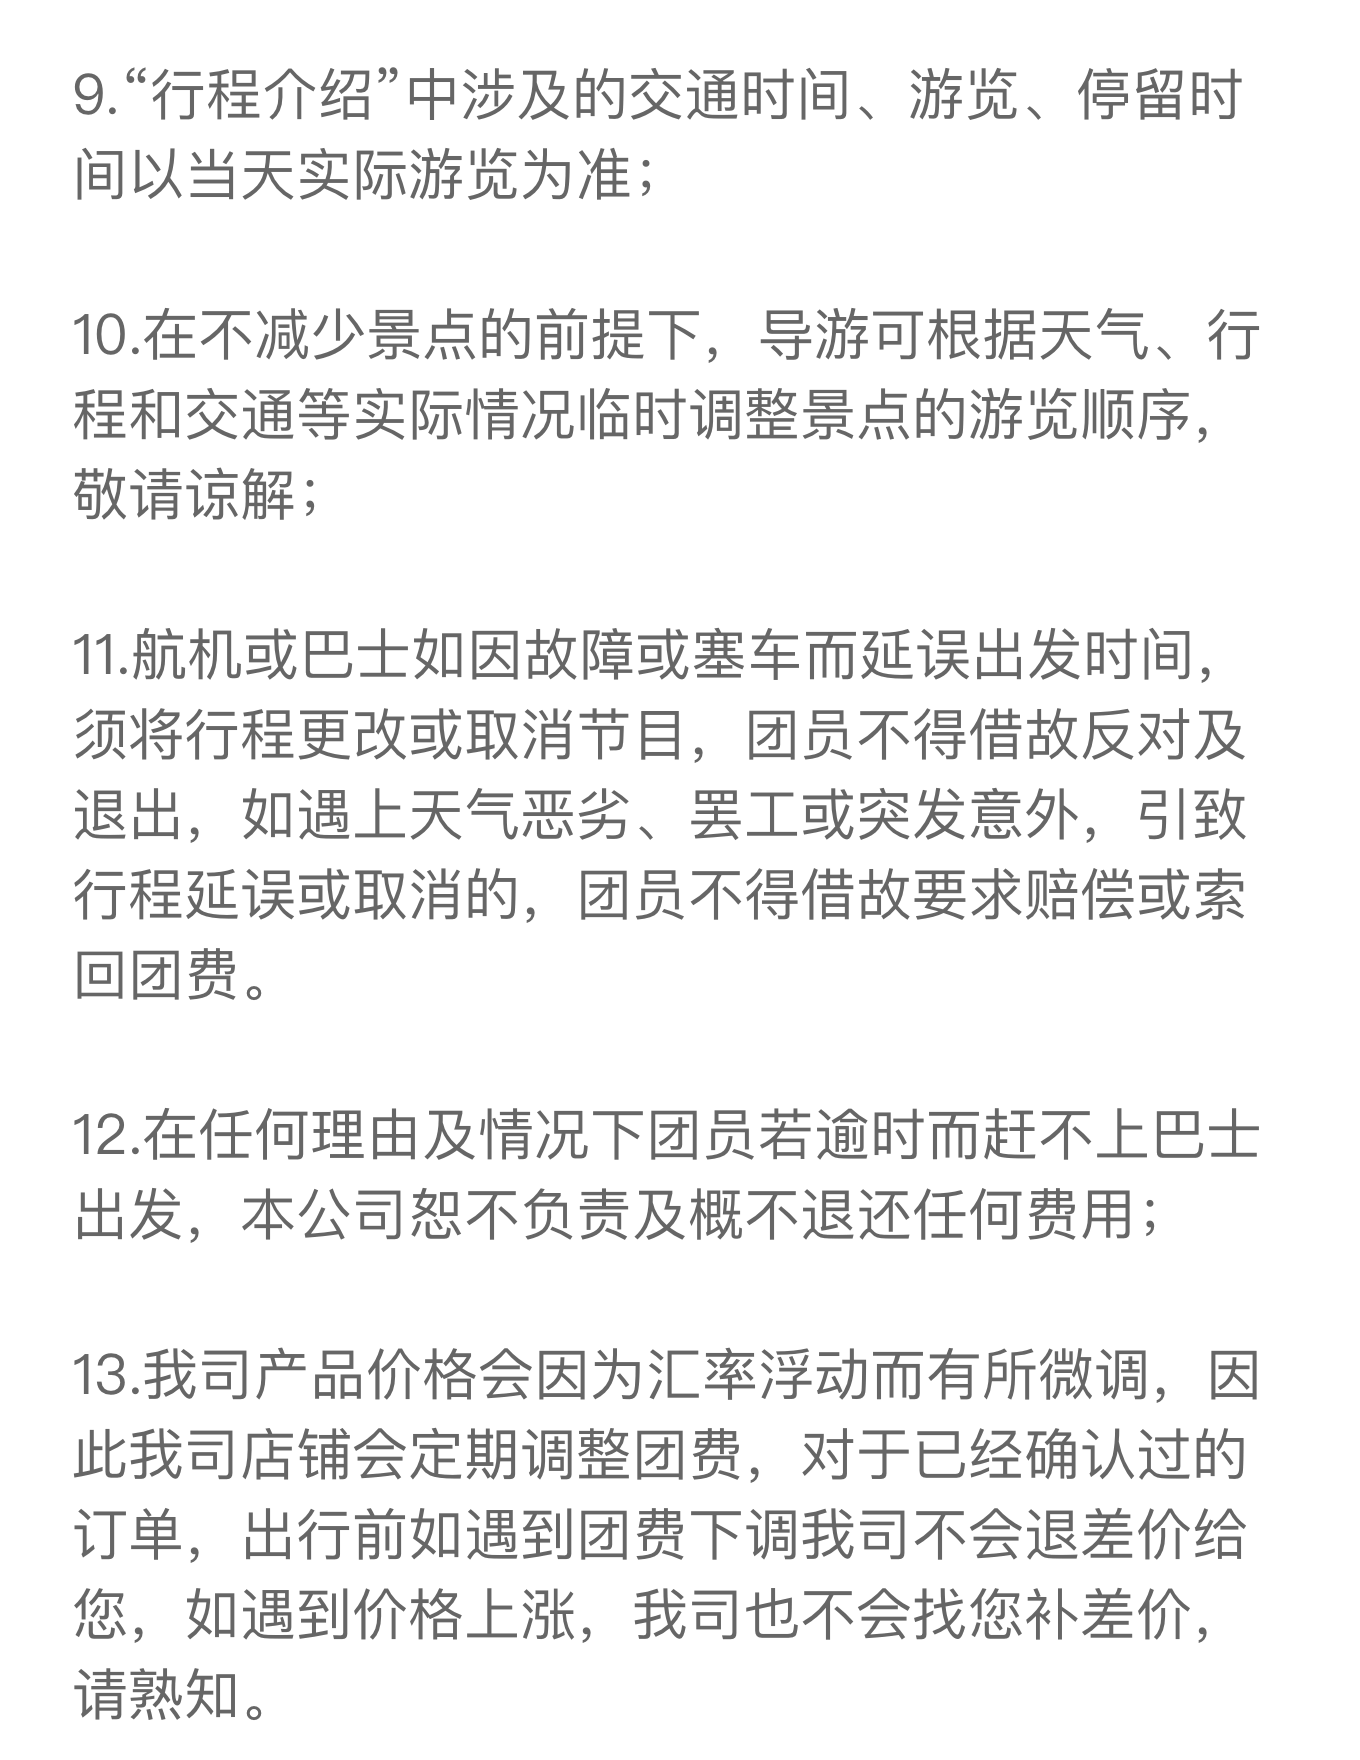 9.“行程介绍”中涉及的交通时间、游览、停留时
间以当天实际游览为准；
10.在不减少景点的前提下，导游可根据天气、行
程和交通等实际情况临时调整景点的游览顺序，
敬请谅解；
11.航机或巴士如因故障或塞车而延误出发时间，
须将行程更改或取消节目，团员不得借故反对及
退出，如遇上天气恶劣、罢工或突发意外，引致
行程延误或取消的，团员不得借故要求赔偿或索
回团费。
12.在任何理由及情况下团员若逾时而赶不上巴士
出发，本公司恕不负责及概不退还任何费用；
13.我司产品价格会因为汇率浮动而有所微调，因
此我司店铺会定期调整团费，对于已经确认过的
订单，出行前如遇到团费下调我司不会退差价给
您，如遇到价格上涨，我司也不会找您补差价，
请熟知。